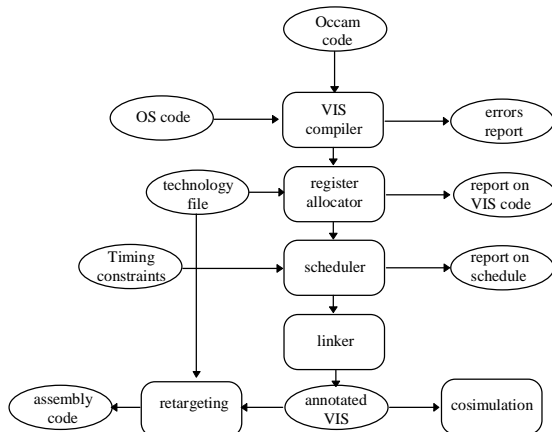 Occam
code
OS code
VIS
compiler
errors
report
technology
file
register
allocator
report on
VIS code
Timing
constraints
scheduler
report on
schedule
linker
assembly
code
retargeting
annotated
VIS
cosimulation